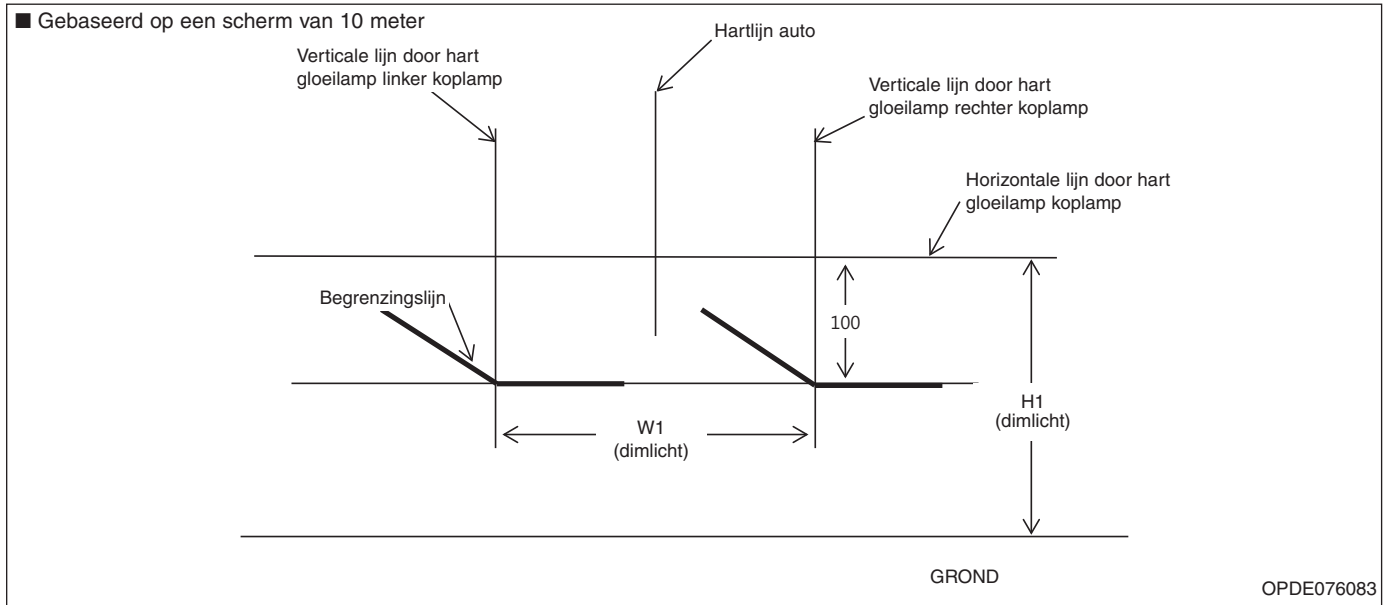 ■ Gebaseerd op een scherm van 10 meter
Hartlijn auto
Verticale lijn door hart
gloeilamp linker koplamp
Verticale lijn door hart
gloeilamp rechter koplamp
Horizontale lijn door hart
gloeilamp koplamp
Begrenzingslijn
100
H1
(dimlicht)
W1
(dimlicht)
GROND
OPDE076083